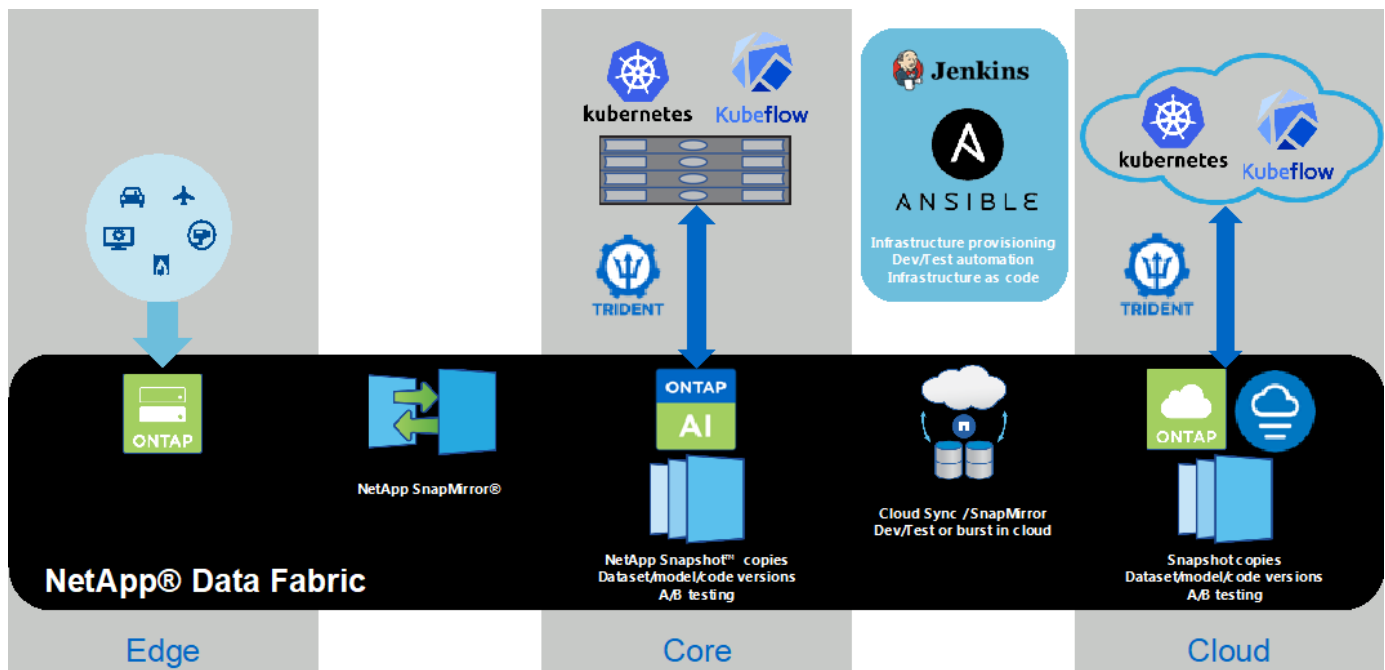 kubernetes
Kubeflow
Jenkins
ANSIBLE
Infrastructure provisioning
Dev/Test automation
Infrastructure as code
kubernetes
Kubeflow
TRIDENT
TRIDENT
ONTAP
NetApp SnapMirror®
ONTAP
AI
NetApp Snapshot™ copies
Dataset/model/code versions
A/B testing
Cloud Sync /SnapMirror
Dev/Test or burst in cloud
ONTAP
Snapshot copies
Dataset/model/code versions
A/B testing
NetApp® Data Fabric
Edge
Core
Cloud